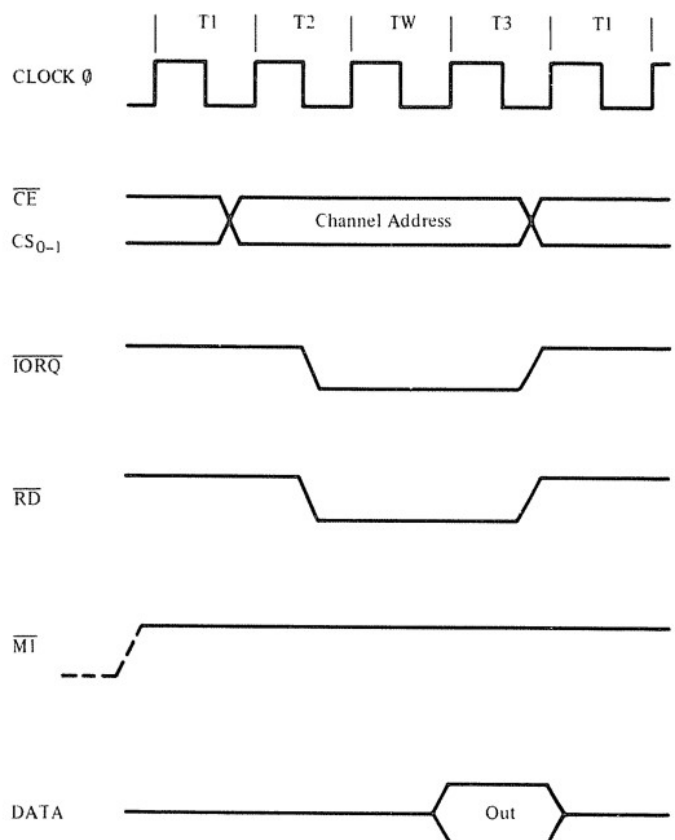 T1 T2 TW T3 T1
CLOCK Ø
CE
Channel Address
CS0-1
IORQ
RD
M1
DATA
Out